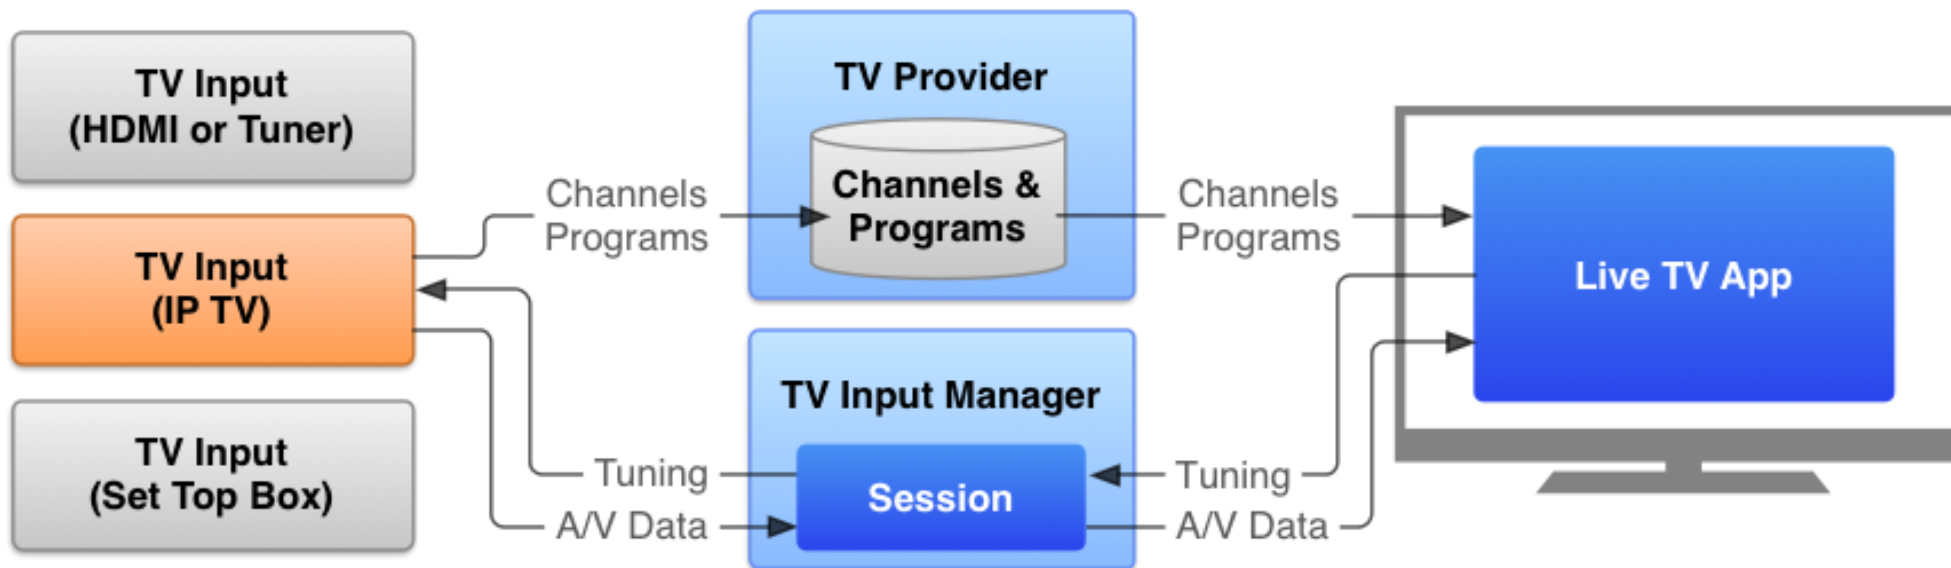 TV Input
(HDMI or Tuner)
TV Input
(IP TV)
TV Input
(Set Top Box)
Channels
Programs
TV Provider
Channels &
Programs
Channels
Programs
Live TV App
TV Input Manager
Tuning
A/V Data
Session
Tuning
A/V Data